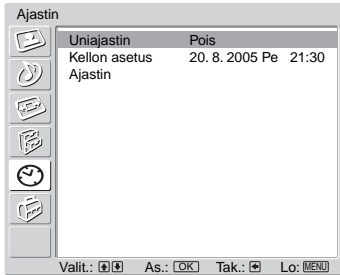 Ajastin
Uniajastin Pois
Kellon asetus 20. 8. 2005 Pe 21:30
Ajastin
Valit.: As.: OK Tak.: Lo: MENU